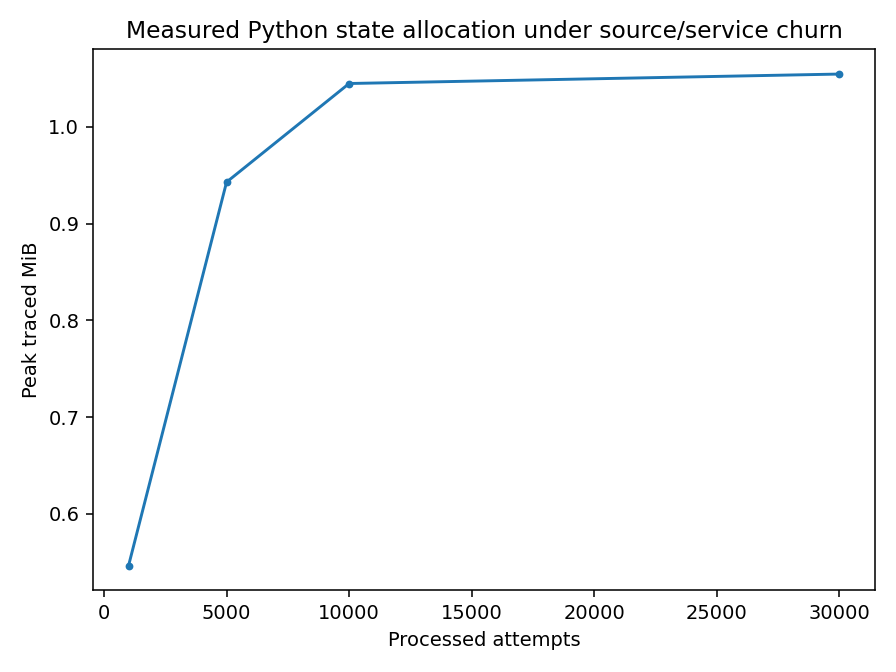 Measured Python state allocation under source/service churn
Peak traced MiB
1.0
0.9
0.8
0.7
0.6
0 5000 10000 15000 20000 25000 30000
Processed attempts